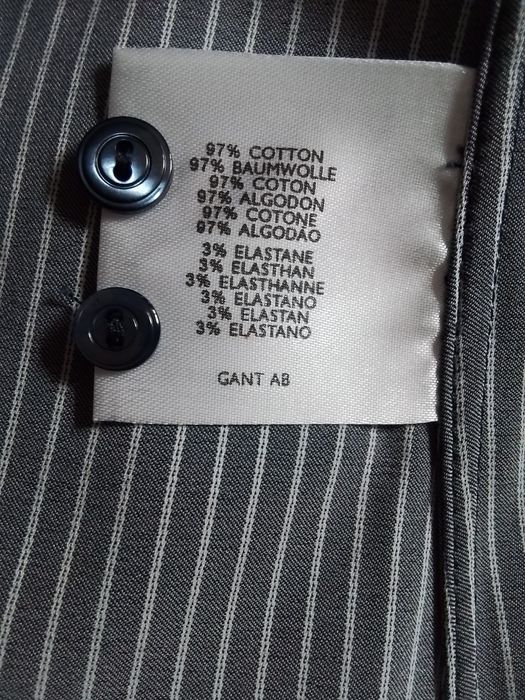 97% COTTON
97% BAUMWOLLE
97% COTON
97% ALGODON
97% COTONE
97% ALGODÃO
3% ELASTANE
3% ELASTHAN
3% ELASTHANNE
3% ELASTANO
3% ELASTAN
3% ELASTANO
GANT AB